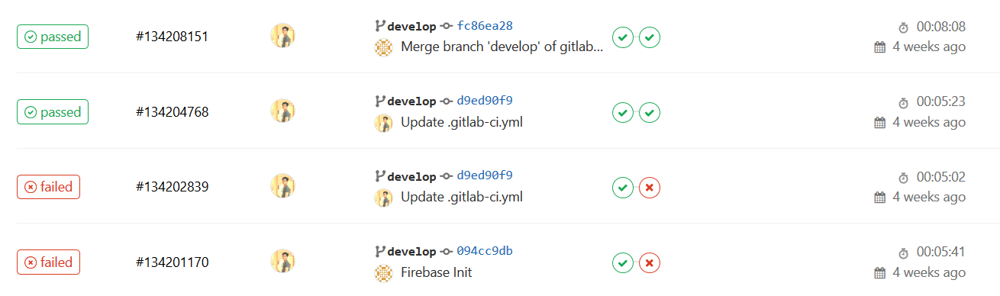 passed #134208151 develop fc86ea28 00:08:08
Merge branch 'develop' of gitlab... 4 weeks ago
passed #134204768 develop d9ed90f9 00:05:23
Update .gitlab-ci.yml 4 weeks ago
failed #134202839 develop d9ed90f9 00:05:02
Update .gitlab-ci.yml 4 weeks ago
failed #134201170 develop 094cc9db 00:05:41
Firebase Init 4 weeks ago